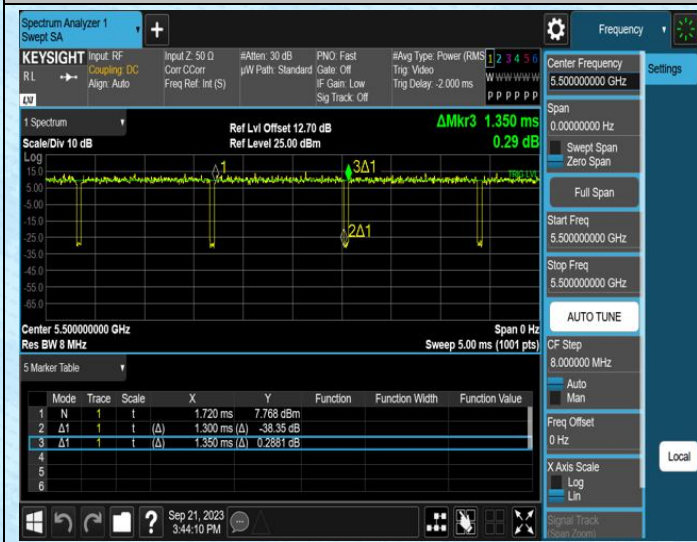 Spectrum Analyzer 1
Swept SA
Frequency
KEYSIGHT
Input: RF
Coupling: DC
Align: Auto
Input Z: 50 Ω
Corr CCorr
Freq Ref: Int (S)
#Atten: 30 dB
µW Path: Standard
PNO: Fast
Gate: Off
IF Gain: Low
Sig Track: Off
#Avg Type: Power (RMS
Trig: Video
Trig Delay: -2.000 ms
1 2 3 4 5 6
W W W W W W
P P P P P P
RL
LXI
1 Spectrum
Scale/Div 10 dB
Ref Lvl Offset 12.70 dB
Ref Level 25.00 dBm
ΔMkr3 1.350 ms
0.29 dB
Log
15.0
5.00
-5.00
-15.0
-25.0
-35.0
-45.0
-55.0
-65.0
1
3Δ1
TRIG LVL
2Δ1
Center 5.500000000 GHz
Res BW 8 MHz
Span 0 Hz
Sweep 5.00 ms (1001 pts)
5 Marker Table
Mode Trace Scale X Y Function Function Width Function Value
1 N 1 t 1.720 ms 7.768 dBm
2 Δ1 1 t (Δ) 1.300 ms (Δ) -38.35 dB
3 Δ1 1 t (Δ) 1.350 ms (Δ) 0.2881 dB
4
5
6
Sep 21, 2023
3:44:10 PM
Center Frequency
5.500000000 GHz
Settings
Span
0.00000000 Hz
Swept Span
Zero Span
Full Span
Start Freq
5.500000000 GHz
Stop Freq
5.500000000 GHz
AUTO TUNE
CF Step
8.000000 MHz
Auto
Man
Freq Offset
0 Hz
X Axis Scale
Log
Lin
Local
Signal Track
(Span Zoom)